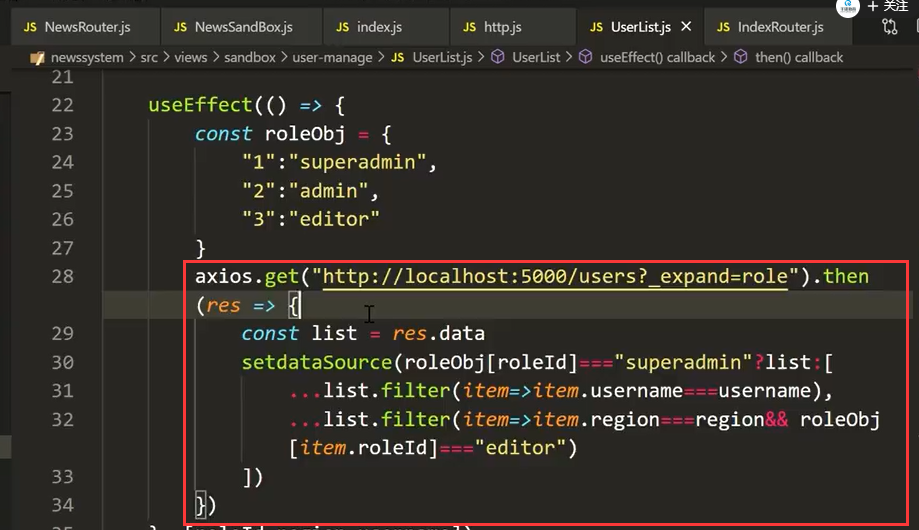 + 关注
JS NewsRouter.js JS NewsSandBox.js JS index.js JS http.js JS UserList.js × JS IndexRouter.js
newssystem > src > views > sandbox > user-manage > JS UserList.js > UserList > useEffect() callback > then() callback
21
22 useEffect(() => {
23 const roleObj = {
24 "1":"superadmin",
25 "2":"admin",
26 "3":"editor"
27 }
28 axios.get("http://localhost:5000/users?_expand=role").then
(res => {
29 const list = res.data
30 setdataSource(roleObj[roleId]==="superadmin"?list:[
31 ...list.filter(item=>item.username===username),
32 ...list.filter(item=>item.region===region&& roleObj
[item.roleId]==="editor")
33 ])
34 })